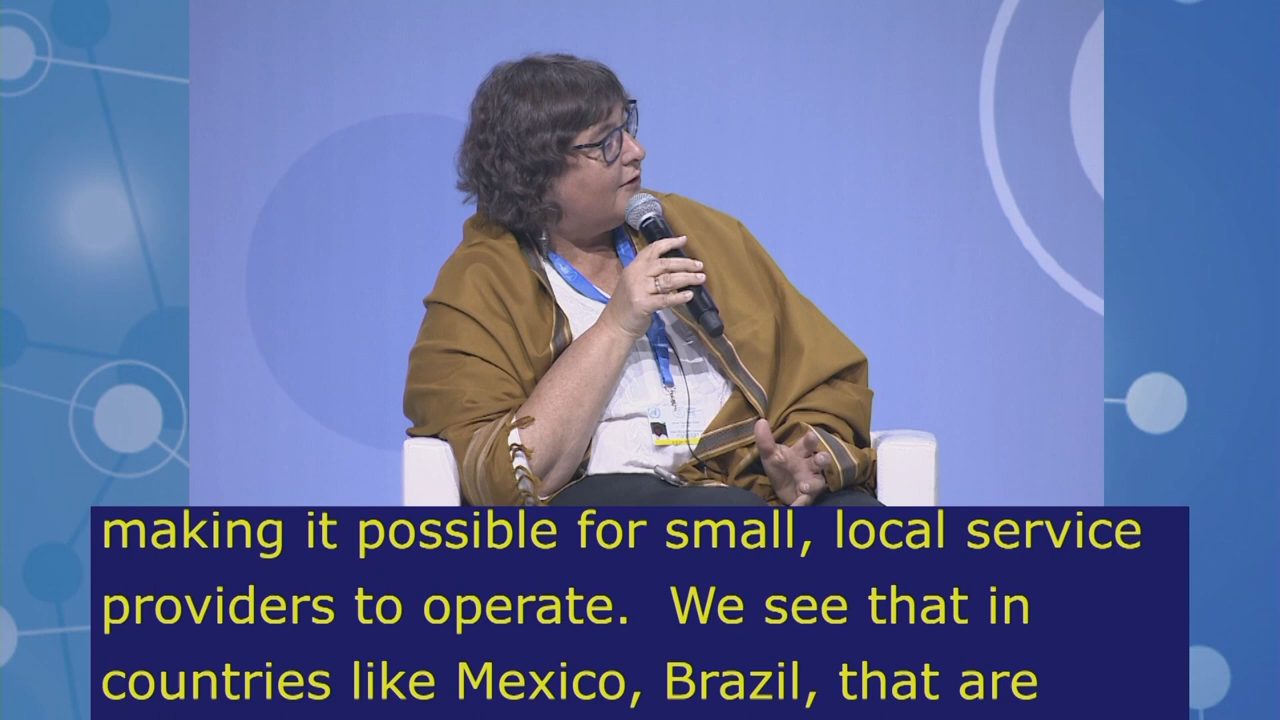 making it possible for small, local service
providers to operate.  We see that in
countries like Mexico, Brazil, that are